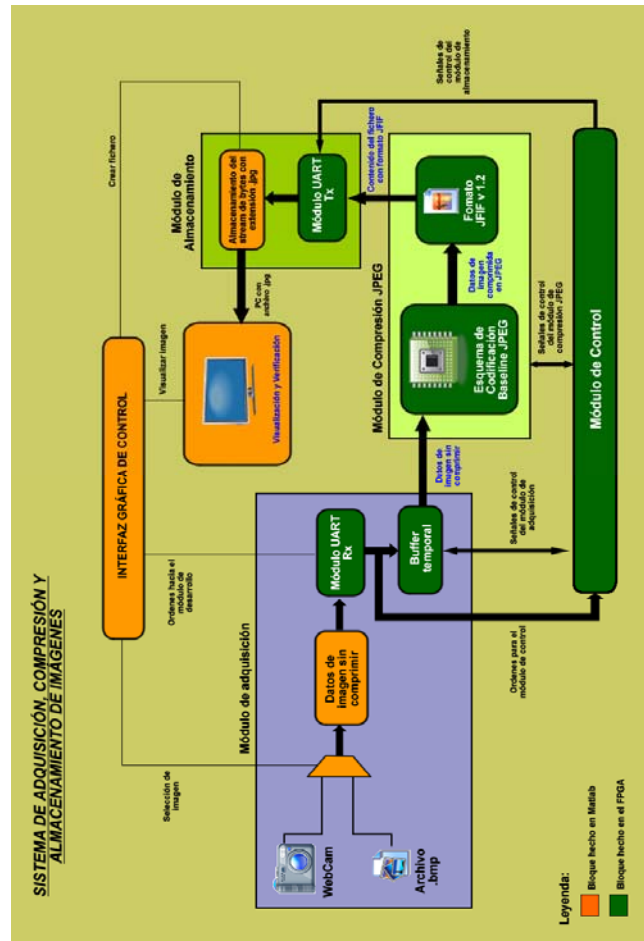 SISTEMA DE ADQUISICIÓN, COMPRESIÓN Y
ALMACENAMIENTO DE IMÁGENES
INTERFAZ GRÁFICA DE CONTROL
Selección de
imagen
Ordenes hacia el
módulo de
desarrollo
Visualizar imagen
Crear fichero
Módulo de adquisición
WebCam
Archivo
.bmp
Datos de
imagen sin
comprimir
Módulo UART
Rx
Buffer
temporal
Visualización y Verificación
PC con
archivo .jpg
Módulo de
Almacenamiento
Almacenamiento del
stream de bytes con
extensión .jpg
Módulo UART
Tx
Contenido del fichero
con formato JFIF
Módulo de Compresión JPEG
Datos de
imagen sin
comprimir
Esquema de
Codificación
Baseline JPEG
Datos de
imagen
comprimida
en JPEG
Fomato
JFIF v 1.2
Ordenes para el
módulo de control
Señales de control
del módulo de
adquisición
Señales de control
del módulo de
compresión JPEG
Señales de
control del
módulo de
almacenamiento
Módulo de Control
Leyenda:
Bloque hecho en Matlab
Bloque hecho en el FPGA